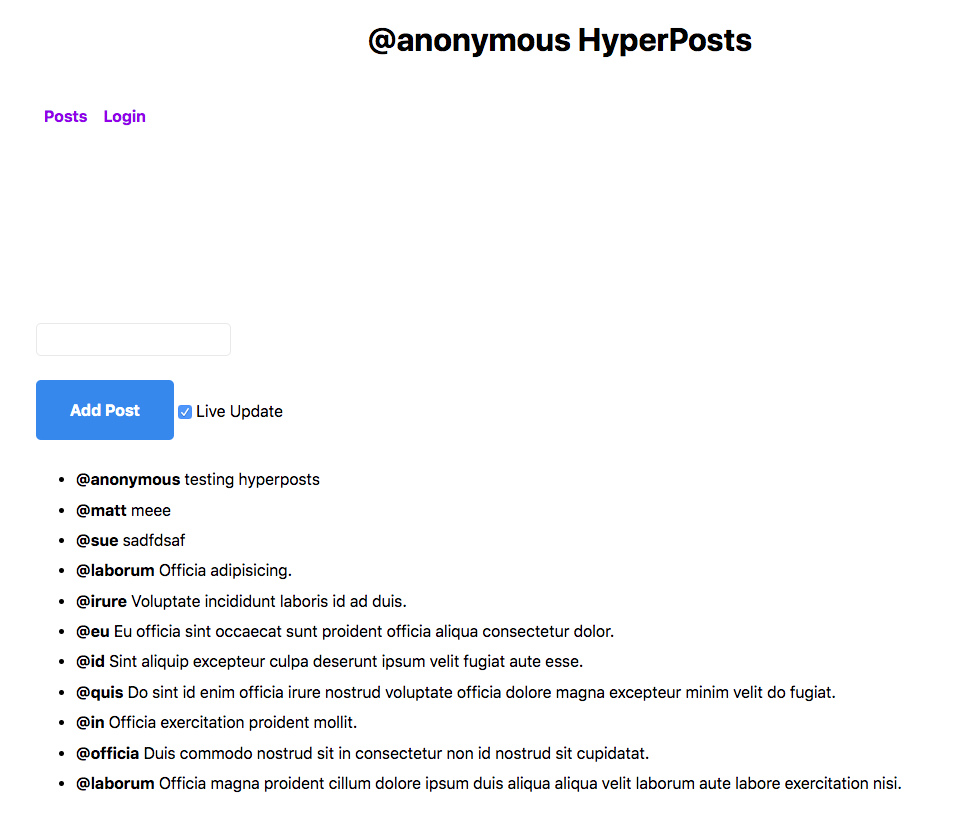 @anonymous HyperPosts
Posts Login
Add Post Live Update
@anonymous testing hyperposts
@matt meee
@sue sadfdsaf
@laborum Officia adipisicing.
@irure Voluptate incididunt laboris id ad duis.
@eu Eu officia sint occaecat sunt proident officia aliqua consectetur dolor.
@id Sint aliquip excepteur culpa deserunt ipsum velit fugiat aute esse.
@quis Do sint id enim officia irure nostrud voluptate officia dolore magna excepteur minim velit do fugiat.
@in Officia exercitation proident mollit.
@officia Duis commodo nostrud sit in consectetur non id nostrud sit cupidatat.
@laborum Officia magna proident cillum dolore ipsum duis aliqua aliqua velit laborum aute labore exercitation nisi.